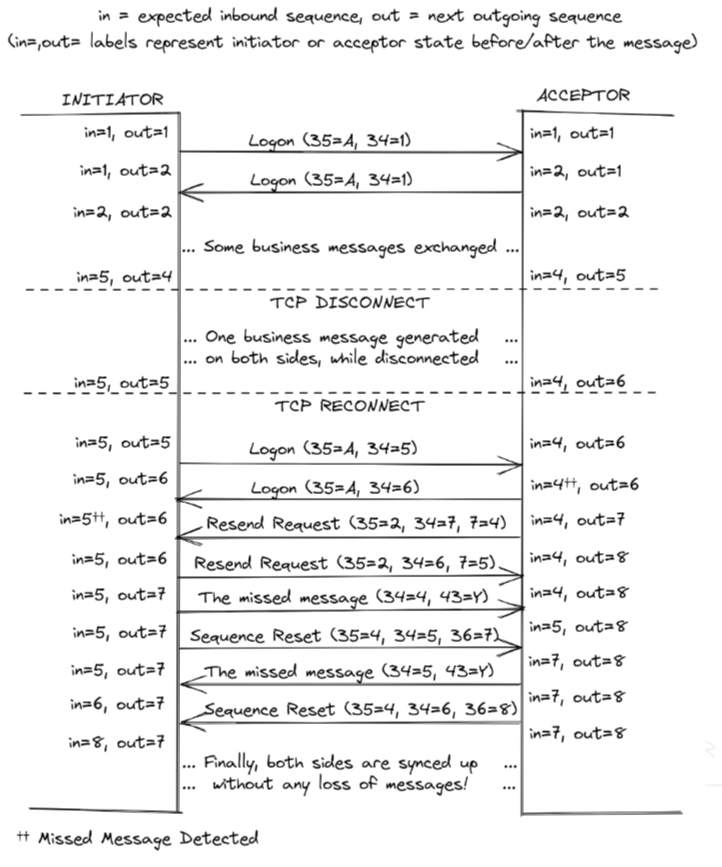 in = expected inbound sequence, out = next outgoing sequence
(in=,out= labels represent initiator or acceptor state before/after the message)
INITIATOR
ACCEPTOR
in=1, out=1
Logon (35=A, 34=1)
in=1, out=1
in=1, out=2
Logon (35=A, 34=1)
in=2, out=1
in=2, out=2
in=2, out=2
... Some business messages exchanged ...
in=5, out=4
in=4, out=5
TCP DISCONNECT
... One business message generated ...
... on both sides, while disconnected ...
in=5, out=5
in=4, out=6
TCP RECONNECT
in=5, out=5
Logon (35=A, 34=5)
in=4, out=6
in=5, out=6
Logon (35=A, 34=6)
in=4††, out=6
in=5††, out=6
Resend Request (35=2, 34=7, 7=4)
in=4, out=7
in=5, out=6
Resend Request (35=2, 34=6, 7=5)
in=4, out=8
in=5, out=7
The missed message (34=4, 43=Y)
in=4, out=8
in=5, out=7
Sequence Reset (35=4, 34=5, 36=7)
in=5, out=8
in=5, out=7
The missed message (34=5, 43=Y)
in=7, out=8
in=6, out=7
Sequence Reset (35=4, 34=6, 36=8)
in=7, out=8
in=8, out=7
in=7, out=8
... Finally, both sides are synced up ...
... without any loss of messages! ...
†† Missed Message Detected